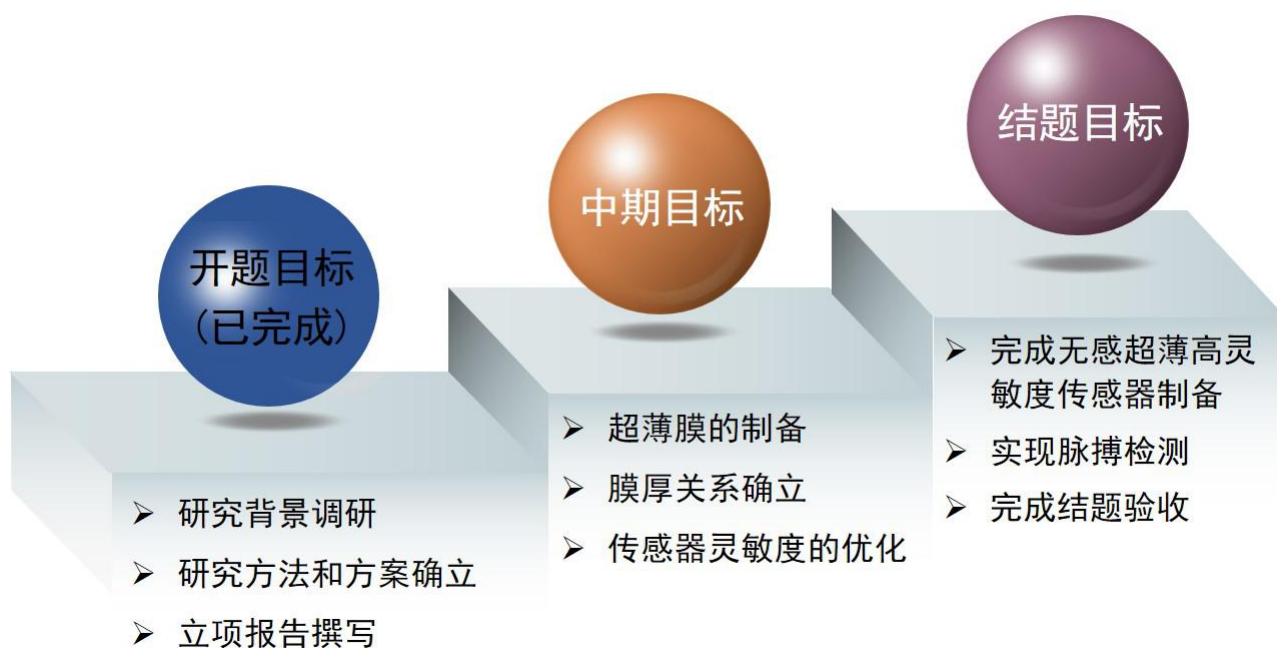 开题目标
(已完成)
➢ 研究背景调研
➢ 研究方法和方案确立
➢ 立项报告撰写
中期目标
➢ 超薄膜的制备
➢ 膜厚关系确立
➢ 传感器灵敏度的优化
结题目标
➢ 完成无感超薄高灵
敏度传感器制备
➢ 实现脉搏检测
➢ 完成结题验收